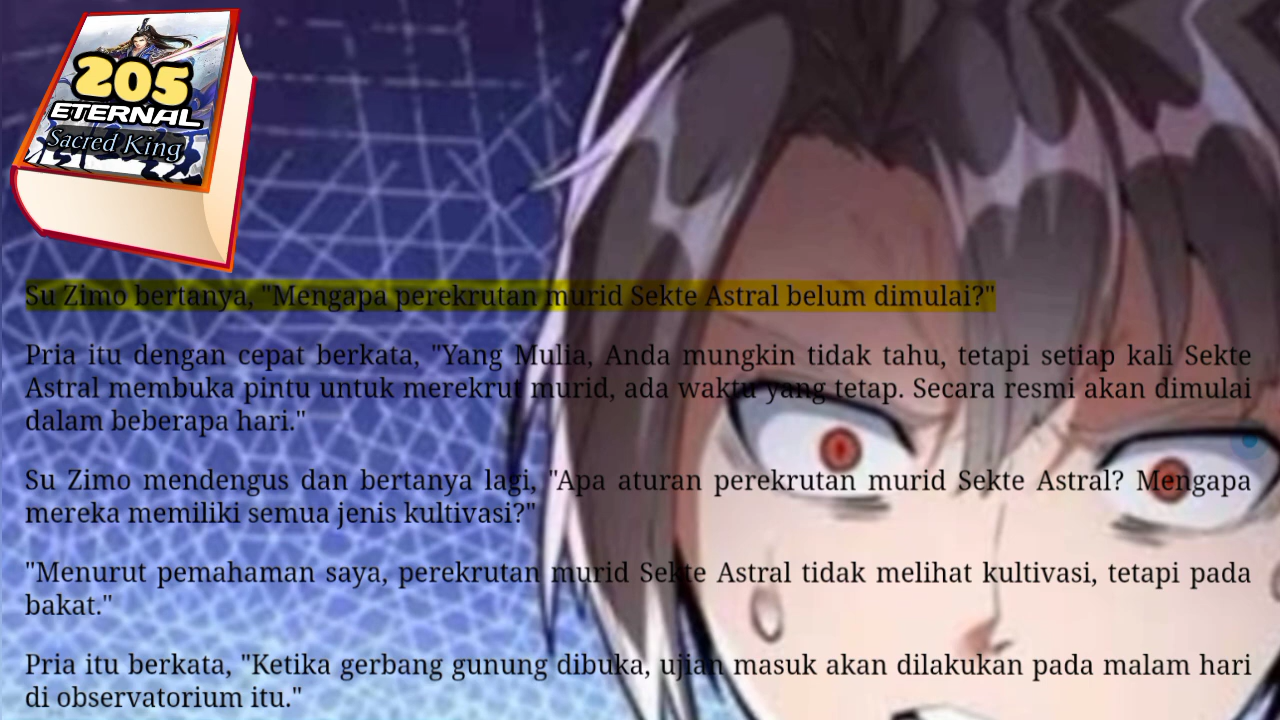 205
ETERNAL
Sacred King
Su Zimo bertanya, "Mengapa perekrutan murid Sekte Astral belum dimulai?"
Pria itu dengan cepat berkata, "Yang Mulia, Anda mungkin tidak tahu, tetapi setiap kali Sekte
Astral membuka pintu untuk merekrut murid, ada waktu yang tetap. Secara resmi akan dimulai
dalam beberapa hari."
Su Zimo mendengus dan bertanya lagi, "Apa aturan perekrutan murid Sekte Astral? Mengapa
mereka memiliki semua jenis kultivasi?"
"Menurut pemahaman saya, perekrutan murid Sekte Astral tidak melihat kultivasi, tetapi pada
bakat."
Pria itu berkata, "Ketika gerbang gunung dibuka, ujian masuk akan dilakukan pada malam hari
di observatorium itu."